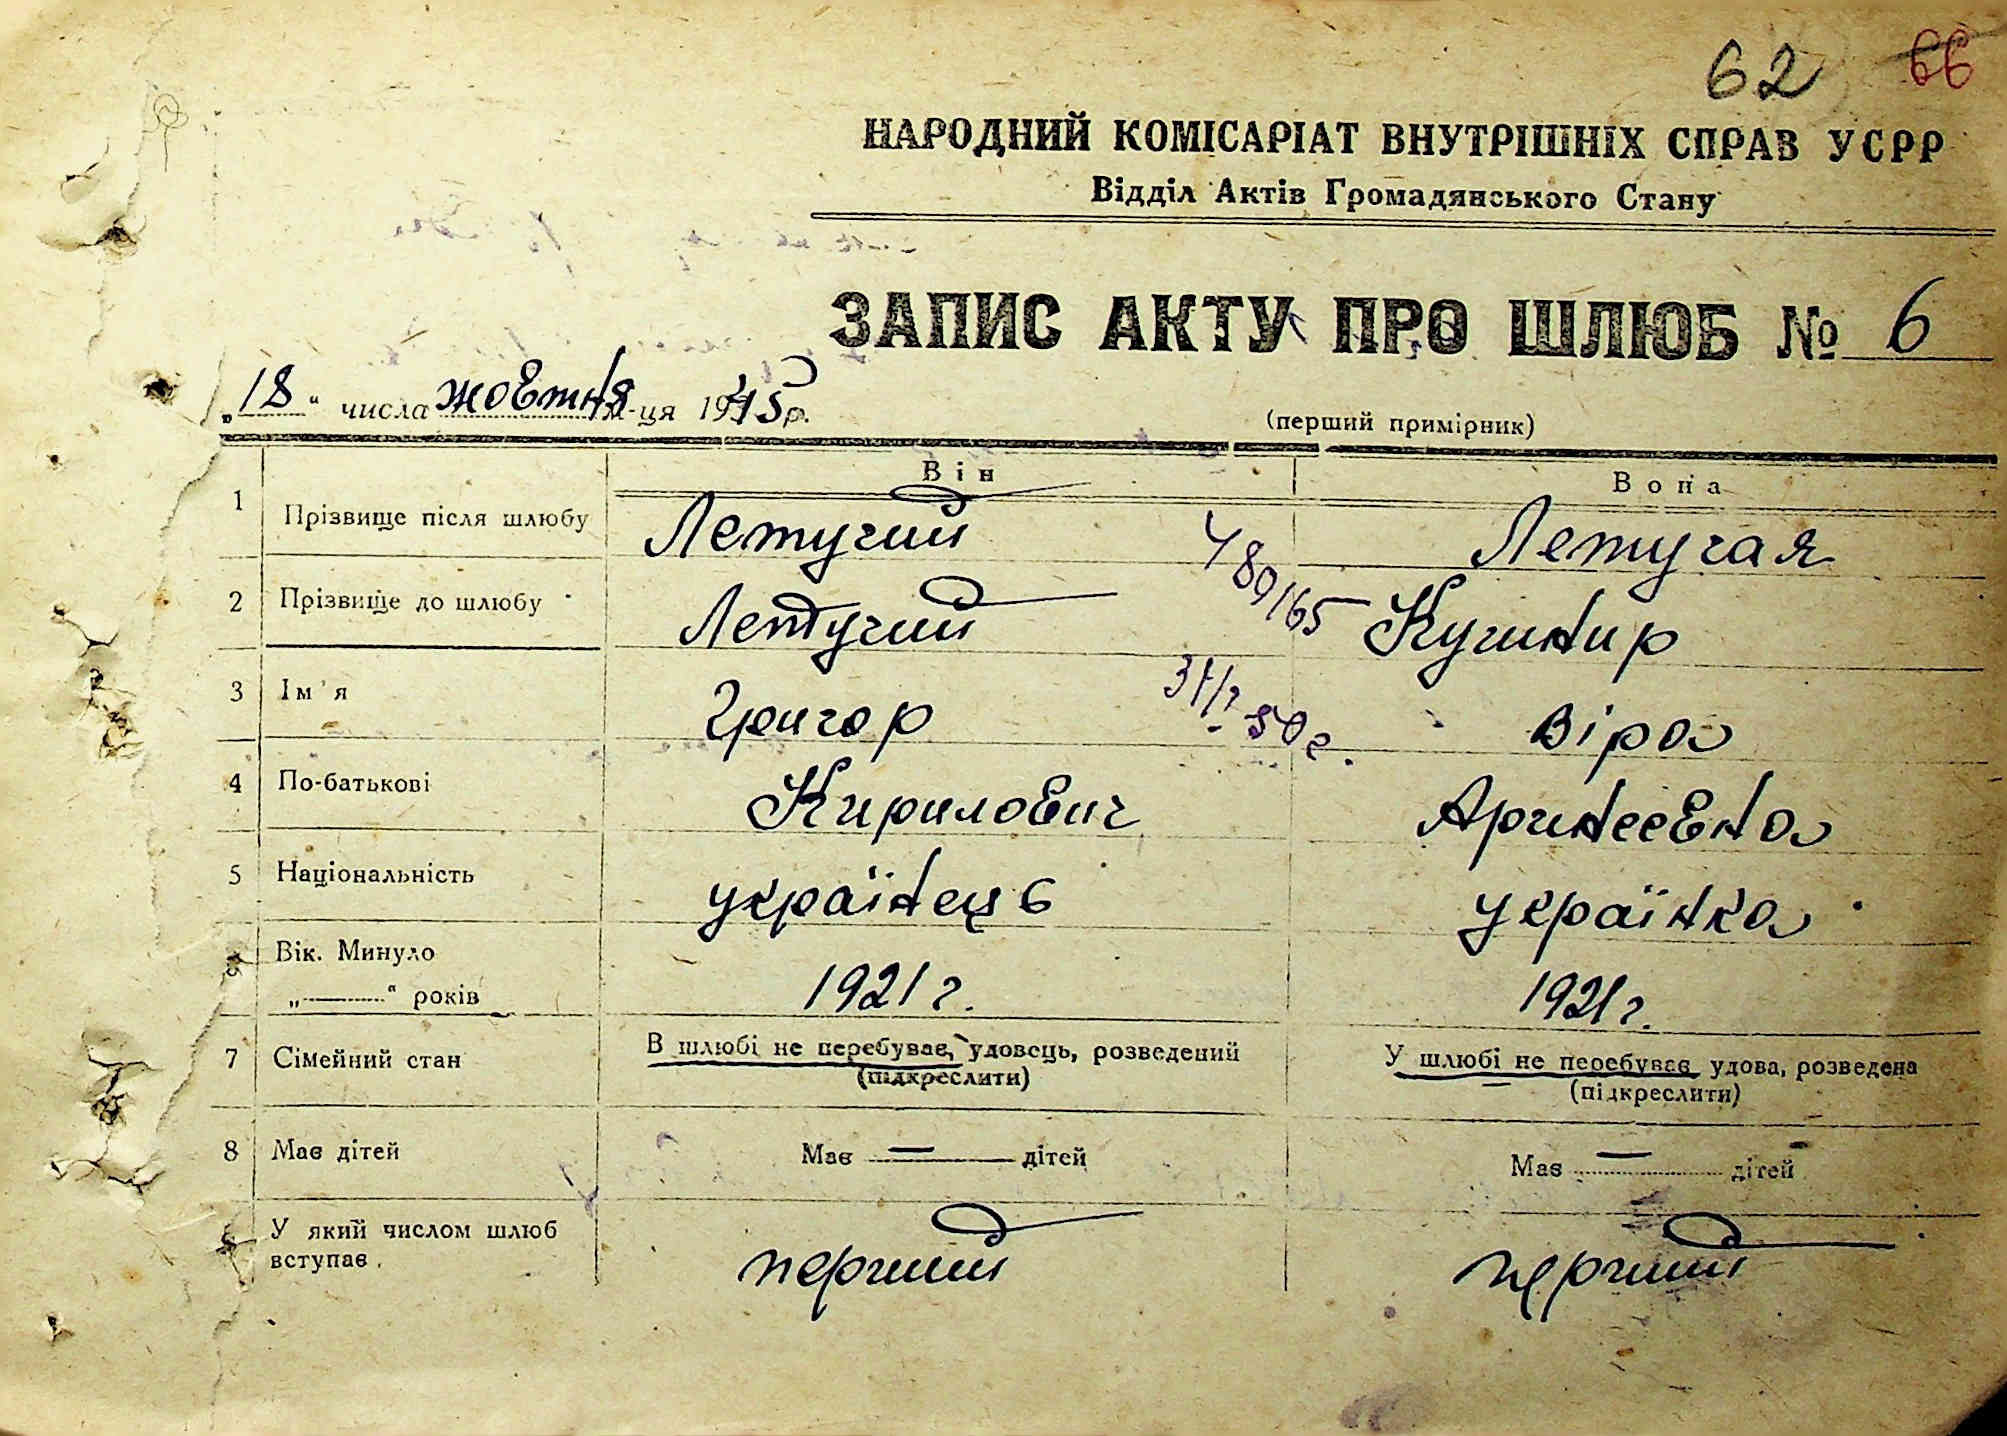 62 66
НАРОДНИЙ КОМІСАРІАТ ВНУТРІШНІХ СПРАВ УСРР
Відділ Актів Громадянського Стану
ЗАПИС АКТУ ПРО ШЛЮБ № 6
„18“ числа жовтня м-ця 1945 р.
(перший примірник)
Він Вона
1 Прізвище після шлюбу Летучий Летучая
2 Прізвище до шлюбу Летучий Кушнир
480/65
3 Ім'я Григор Віра
50 г.
4 По-батькові Кирилович
5 Національність українець українка
Вік. Минуло
„ “ років 1921 г. 1921 г.
7 Сімейний стан В шлюбі не перебуває, удовець, розведений У шлюбі не перебуває удова, розведена
(підкреслити) (підкреслити)
8 Має дітей Має — дітей Має — дітей
У який числом шлюб
вступає перший перший